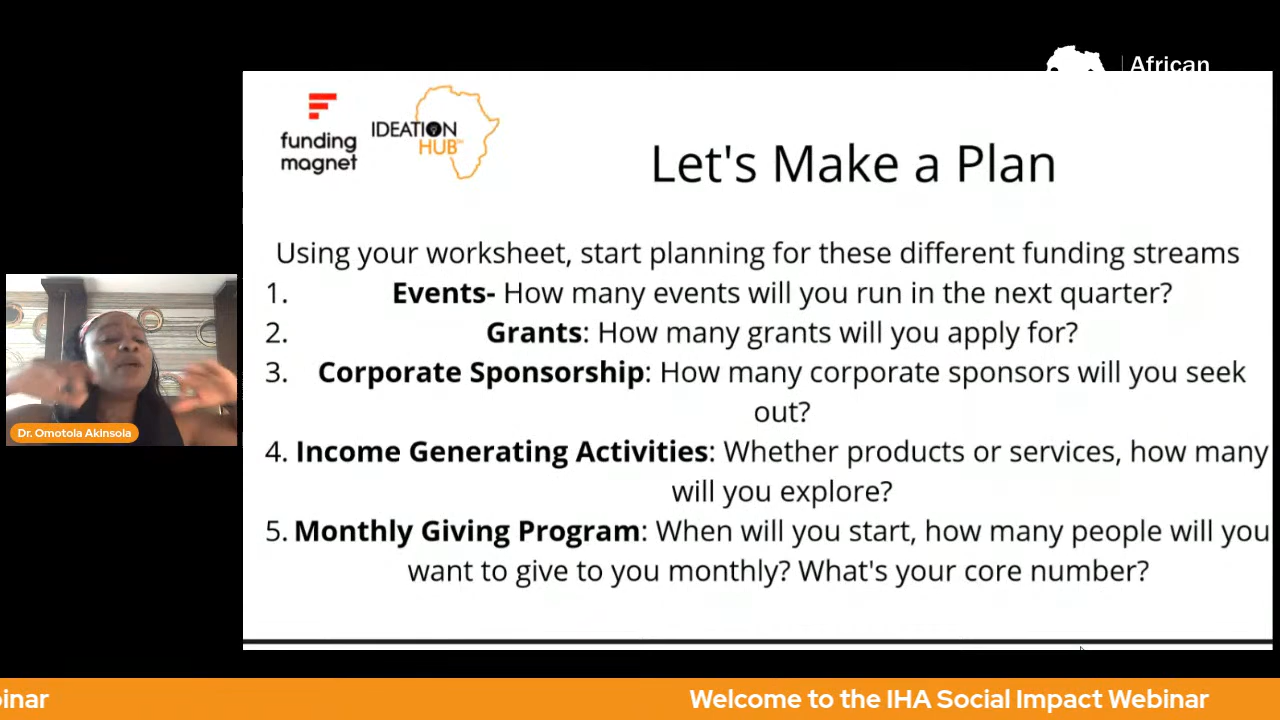 African
funding
magnet
IDEATION
HUB
Let's Make a Plan
Using your worksheet, start planning for these different funding streams
1. Events- How many events will you run in the next quarter?
2. Grants: How many grants will you apply for?
3. Corporate Sponsorship: How many corporate sponsors will you seek
out?
4. Income Generating Activities: Whether products or services, how many
will you explore?
5. Monthly Giving Program: When will you start, how many people will you
want to give to you monthly? What's your core number?
Dr. Omotola Akinsola
inar Welcome to the IHA Social Impact Webinar